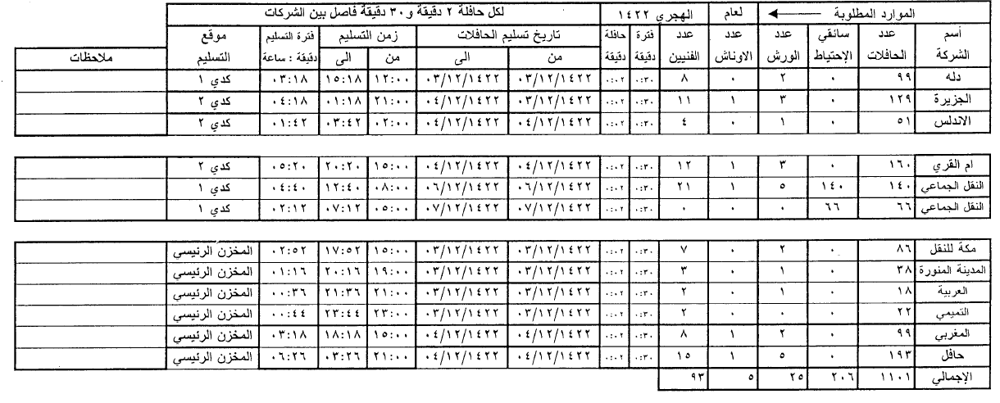 الموارد المطلوبة لعام الهجري ١٤٢٢ لكل حافلة ٢ دقيقة و ٣٠ دقيقة فاصل بين الشركات
أسم عدد سائقي عدد عدد عدد فترة حافلة تاريخ تسليم الحافلات زمن التسليم فترة التسليم موقع
الشركة الحافلات الإحتياط الورش الاوناش الفنيين دقيقة دقيقة من الى من الى دقيقة : ساعة التسليم ملاحظات
دله ٩٩ ٠ ٢ ٠ ٨ ٠:٣٠ ٠:٠٢ ٠٣/١٢/١٤٢٢ ٠٣/١٢/١٤٢٢ ١٢:٠٠ ١٥:١٨ ٠٣:١٨ كدي ١
الجزيرة ١٢٩ ٠ ٣ ١ ١١ ٠:٣٠ ٠:٠٢ ٠٣/١٢/١٤٢٢ ٠٤/١٢/١٤٢٢ ٢١:٠٠ ٠١:١٨ ٠٤:١٨ كدي ٢
الاندلس ٥١ ٠ ١ ٠ ٤ ٠:٣٠ ٠:٠٢ ٠٤/١٢/١٤٢٢ ٠٤/١٢/١٤٢٢ ٠٢:٠٠ ٠٣:٤٢ ٠١:٤٢ كدي ٢
ام القري ١٦٠ ٠ ٣ ١ ١٢ ٠:٣٠ ٠:٠٢ ٠٤/١٢/١٤٢٢ ٠٤/١٢/١٤٢٢ ١٥:٠٠ ٢٠:٢٠ ٠٥:٢٠ كدي ٢
النقل الجماعي ١٤٠ ١٤٠ ٥ ١ ٢١ ٠:٣٠ ٠:٠٢ ٠٦/١٢/١٤٢٢ ٠٦/١٢/١٤٢٢ ٠٨:٠٠ ١٢:٤٠ ٠٤:٤٠ كدي ١
النقل الجماعي ٦٦ ٦٦ ٠ ٠ ٠ ٠:٣٠ ٠:٠٢ ٠٧/١٢/١٤٢٢ ٠٧/١٢/١٤٢٢ ٠٥:٠٠ ٠٧:١٢ ٠٢:١٢ كدي ١
مكة للنقل ٨٦ ٠ ٢ ٠ ٧ ٠:٣٠ ٠:٠٢ ٠٣/١٢/١٤٢٢ ٠٣/١٢/١٤٢٢ ١٥:٠٠ ١٧:٥٢ ٠٢:٥٢ المخزن الرئيسي
المدينة المنورة ٣٨ ٠ ١ ٠ ٣ ٠:٣٠ ٠:٠٢ ٠٣/١٢/١٤٢٢ ٠٣/١٢/١٤٢٢ ١٩:٠٠ ٢٠:١٦ ٠١:١٦ المخزن الرئيسي
العربية ١٨ ٠ ١ ٠ ٢ ٠:٣٠ ٠:٠٢ ٠٣/١٢/١٤٢٢ ٠٣/١٢/١٤٢٢ ٢١:٠٠ ٢١:٣٦ ٠٠:٣٦ المخزن الرئيسي
التميمي ٢٢ ٠ ٠ ٠ ٢ ٠:٣٠ ٠:٠٢ ٠٣/١٢/١٤٢٢ ٠٣/١٢/١٤٢٢ ٢٣:٠٠ ٢٣:٤٤ ٠٠:٤٤ المخزن الرئيسي
المغربي ٩٩ ٠ ٢ ١ ٨ ٠:٣٠ ٠:٠٢ ٠٤/١٢/١٤٢٢ ٠٤/١٢/١٤٢٢ ١٥:٠٠ ١٨:١٨ ٠٣:١٨ المخزن الرئيسي
حافل ١٩٣ ٠ ٥ ١ ١٥ ٠:٣٠ ٠:٠٢ ٠٤/١٢/١٤٢٢ ٠٤/١٢/١٤٢٢ ٢١:٠٠ ٠٣:٢٦ ٠٦:٢٦ المخزن الرئيسي
الإجمالي ١١٠١ ٢٠٦ ٢٥ ٥ ٩٣